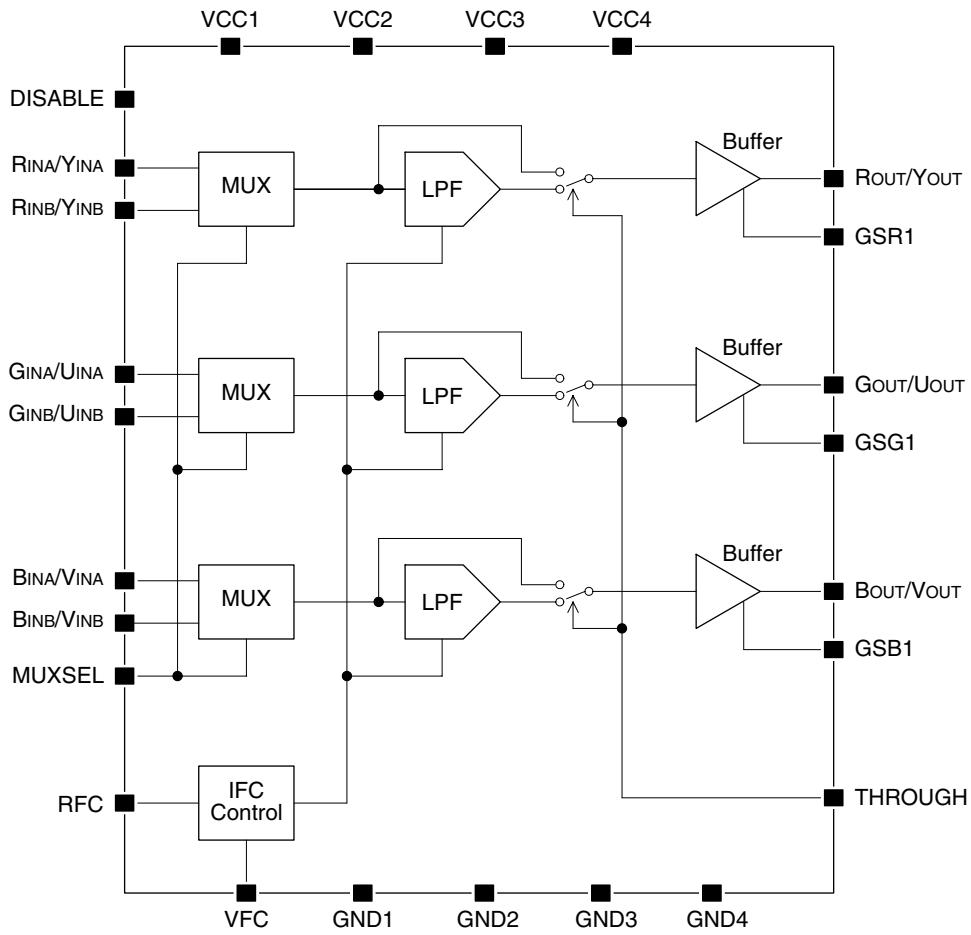 VCC1 VCC2 VCC3 VCC4
DISABLE
RINA/YINA
MUX
LPF
Buffer
ROUT/YOUT
RINB/YINB
GSR1
GINA/UINA
MUX
LPF
Buffer
GOUT/UOUT
GINB/UINB
GSG1
BINA/VINA
MUX
LPF
Buffer
BOUT/VOUT
BINB/VINB
GSB1
MUXSEL
RFC
IFC
Control
THROUGH
VFC GND1 GND2 GND3 GND4